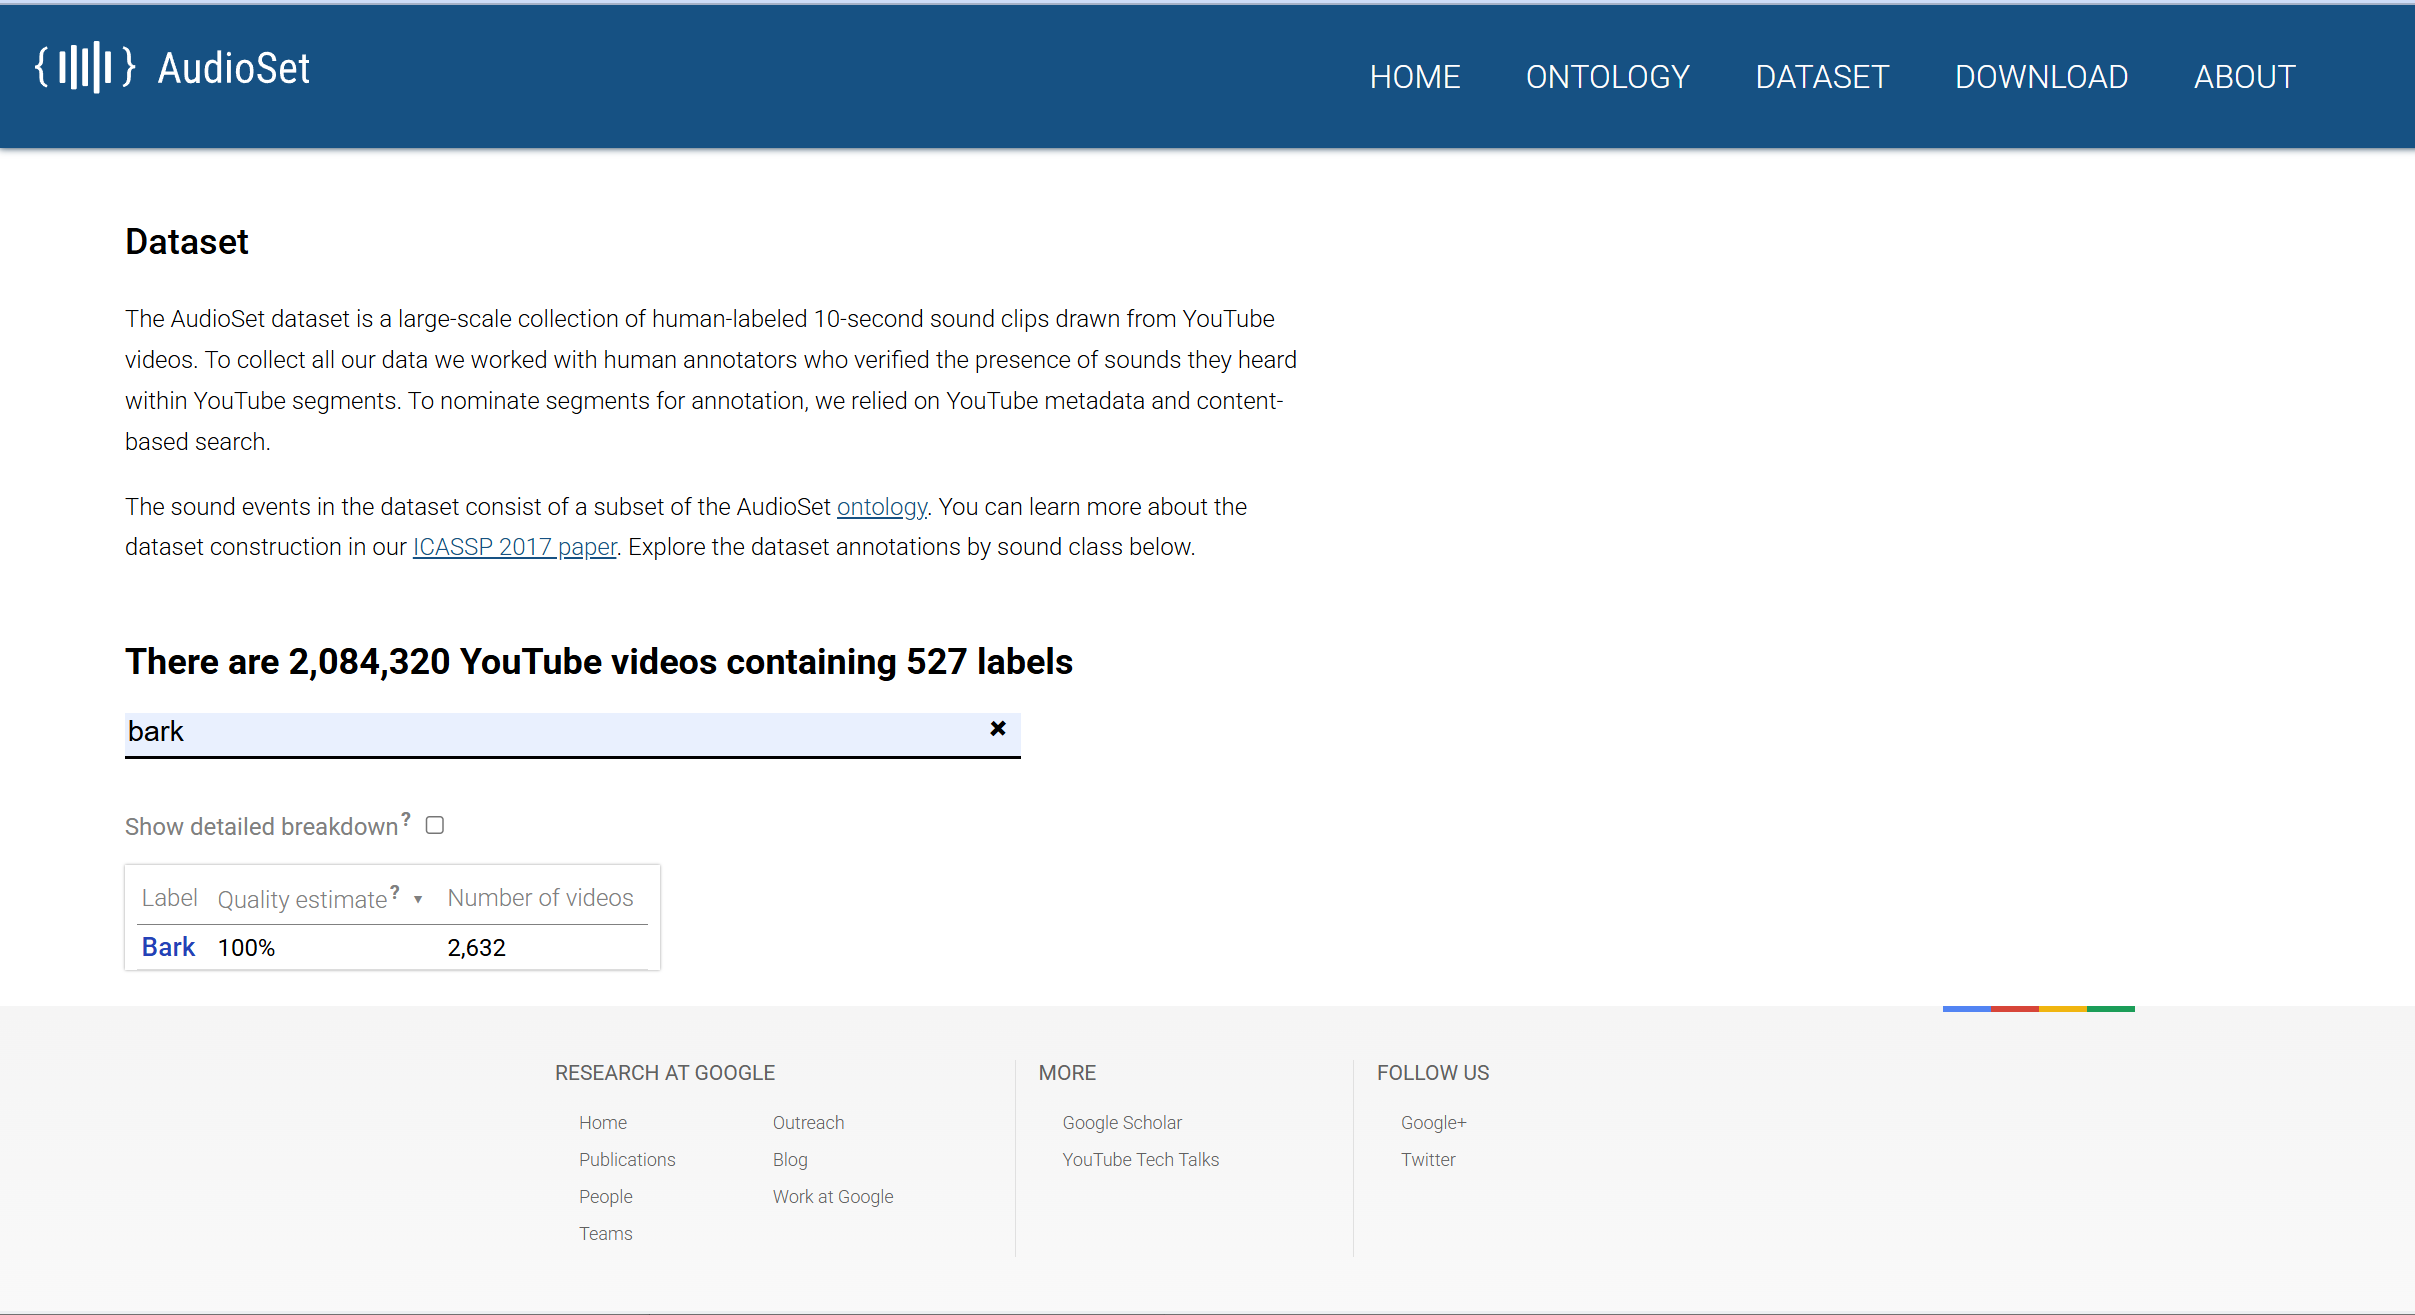 { } AudioSet
HOME ONTOLOGY DATASET DOWNLOAD ABOUT
Dataset
The AudioSet dataset is a large-scale collection of human-labeled 10-second sound clips drawn from YouTube
videos. To collect all our data we worked with human annotators who verified the presence of sounds they heard
within YouTube segments. To nominate segments for annotation, we relied on YouTube metadata and content-
based search.
The sound events in the dataset consist of a subset of the AudioSet ontology. You can learn more about the
dataset construction in our ICASSP 2017 paper. Explore the dataset annotations by sound class below.
There are 2,084,320 YouTube videos containing 527 labels
bark ✖
Show detailed breakdown?
Label Quality estimate? ▾ Number of videos
Bark 100% 2,632
RESEARCH AT GOOGLE
Home
Publications
People
Teams
Outreach
Blog
Work at Google
MORE
Google Scholar
YouTube Tech Talks
FOLLOW US
Google+
Twitter